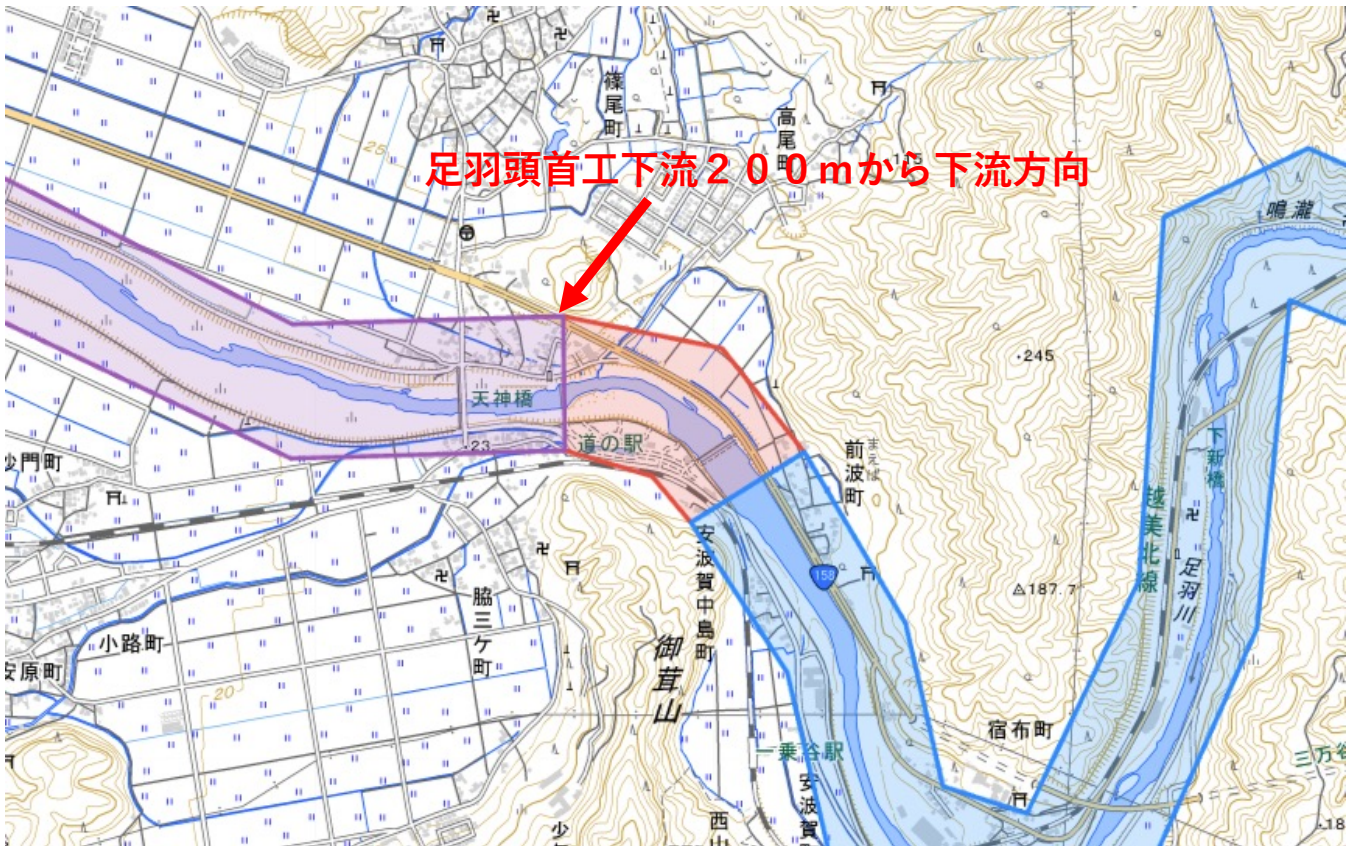 足羽頭首工下流200mから下流方向
篠尾町
高尾町
115
25
鳴瀧
・245
天神橋
・23
道の駅
前波町
まえば
下新橋
越美北線
足羽川
158
187.7
安波賀中島町
脇三ケ町
小路町
安原町
20
御茸山
宿布町
一乗谷駅
三万谷
安波賀
西山